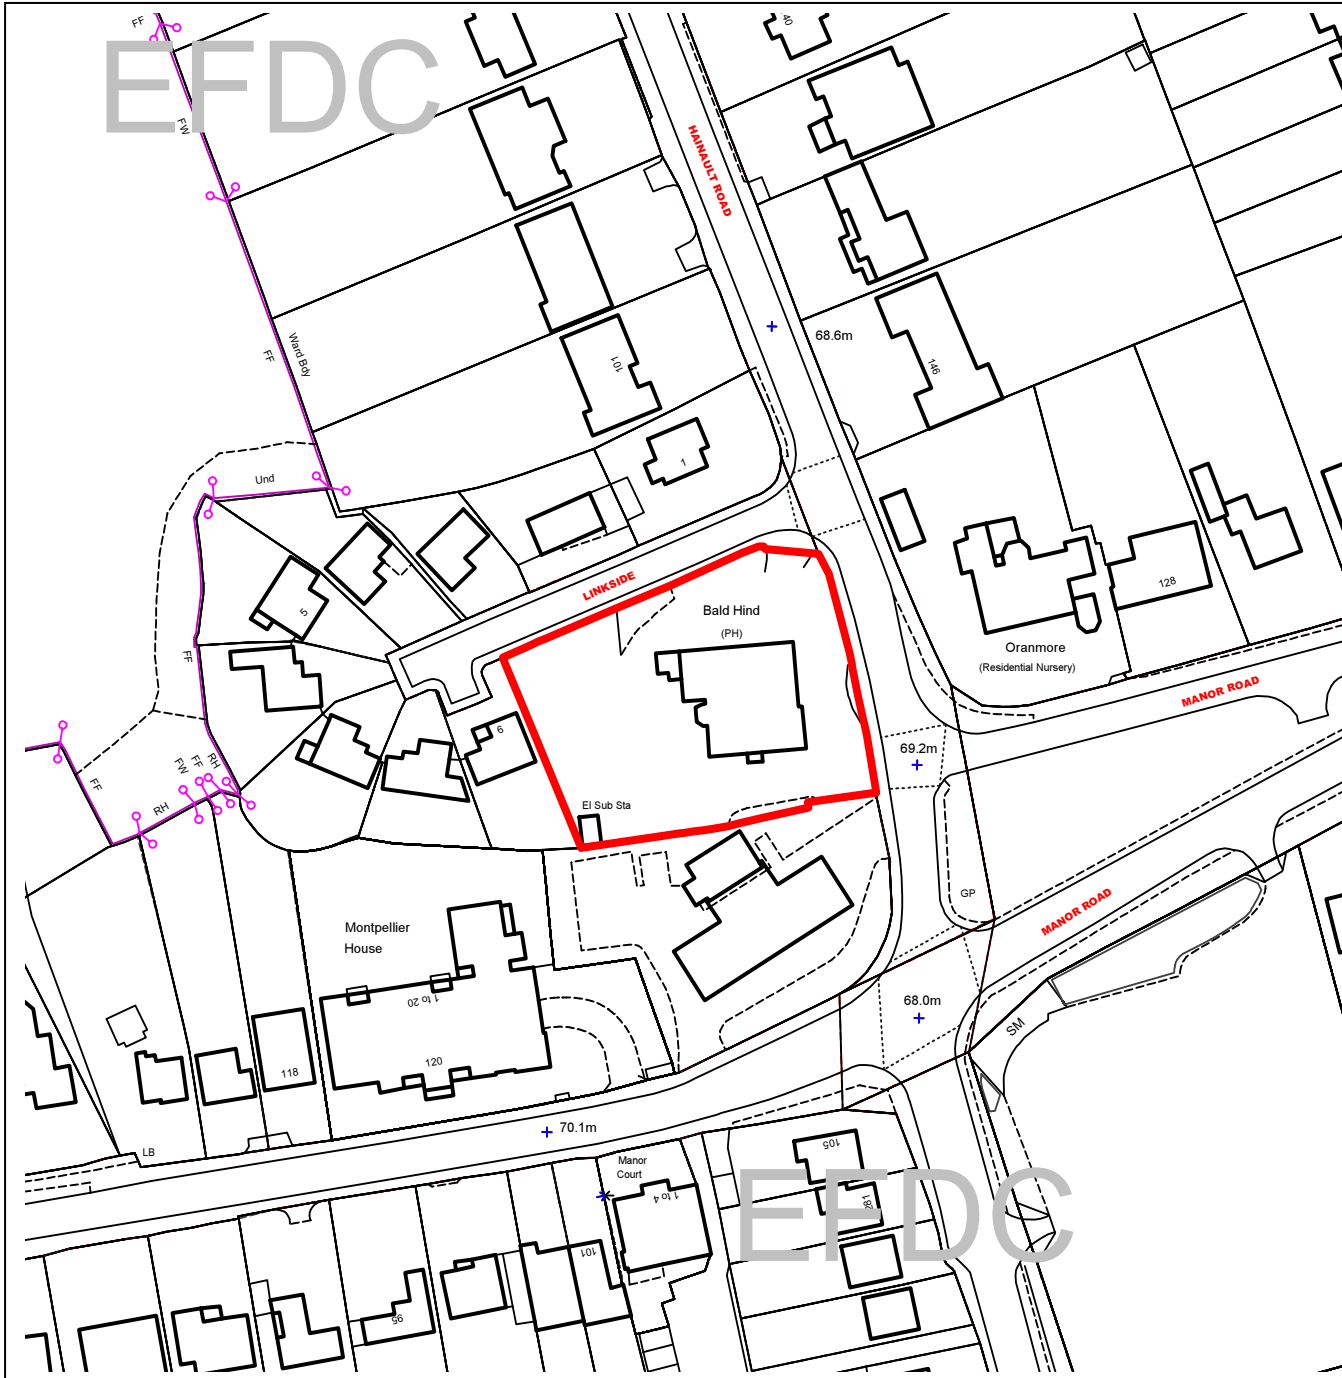 FF
EFDC
40
FW
HAINAULT ROAD
68.6m
Ward Bdy
FF
101
146
1
Und
LINKSIDE
5
Bald Hind
(PH)
128
Oranmore
(Residential Nursery)
FF
MANOR ROAD
6
69.2m
RH
FF
FW
FF
RH
El Sub Sta
GP
MANOR ROAD
Montpellier
House
1 to 20
68.0m
SM
120
118
70.1m
LB
105
Manor
Court
1 to 4
181
EFDC
101
95